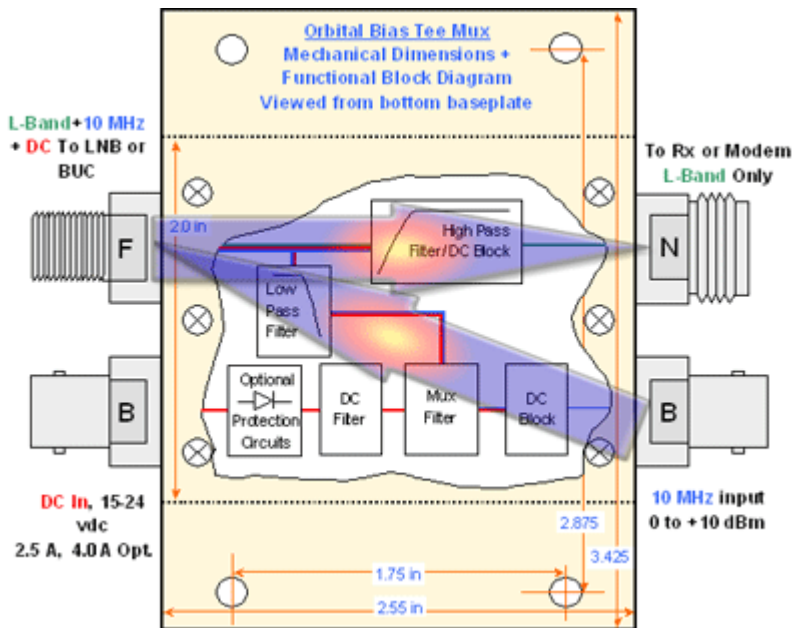 Orbital Bias Tee Mux
Mechanical Dimensions +
Functional Block Diagram
Viewed from bottom baseplate
L-Band+10 MHz
+ DC To LNB or
BUC
To Rx or Modem
L-Band Only
2.0 in
F
High Pass
Filter/DC Block
N
Low
Pass
Filter
B
Optional
Protection
Circuits
DC
Filter
Mux
Filter
DC
Block
B
DC In, 15-24
vdc
2.5 A, 4.0 A Opt.
10 MHz input
0 to +10 dBm
2.875
3.425
1.75 in
2.55 in